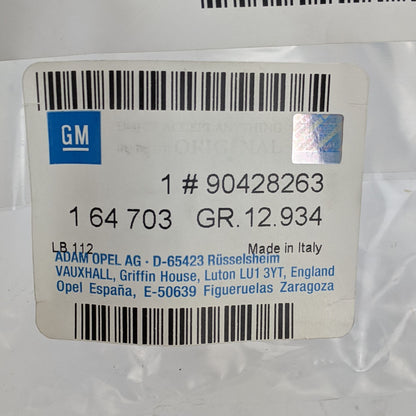 GM
ORIGINAL
1 # 90428263
1 64 703 GR.12.934
LB 112 Made in Italy
ADAM OPEL AG · D-65423 Rüsselsheim
VAUXHALL, Griffin House, Luton LU1 3YT, England
Opel España, E-50639 Figueruelas Zaragoza